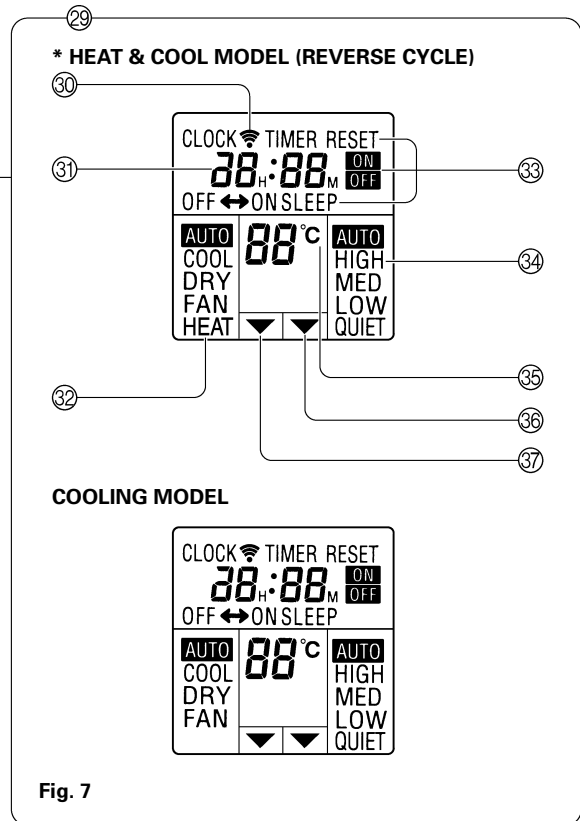 29
* HEAT & COOL MODEL (REVERSE CYCLE)
30
CLOCK TIMER RESET
31 88H:88M ON 33
OFF
OFF ↔ ON SLEEP
AUTO 88°C AUTO
COOL HIGH 34
DRY MED
FAN LOW
HEAT ▼ ▼ QUIET
35
32
36
37
COOLING MODEL
CLOCK TIMER RESET
88H:88M ON
OFF
OFF ↔ ON SLEEP
AUTO 88°C AUTO
COOL HIGH
DRY MED
FAN LOW
▼ ▼ QUIET
Fig. 7